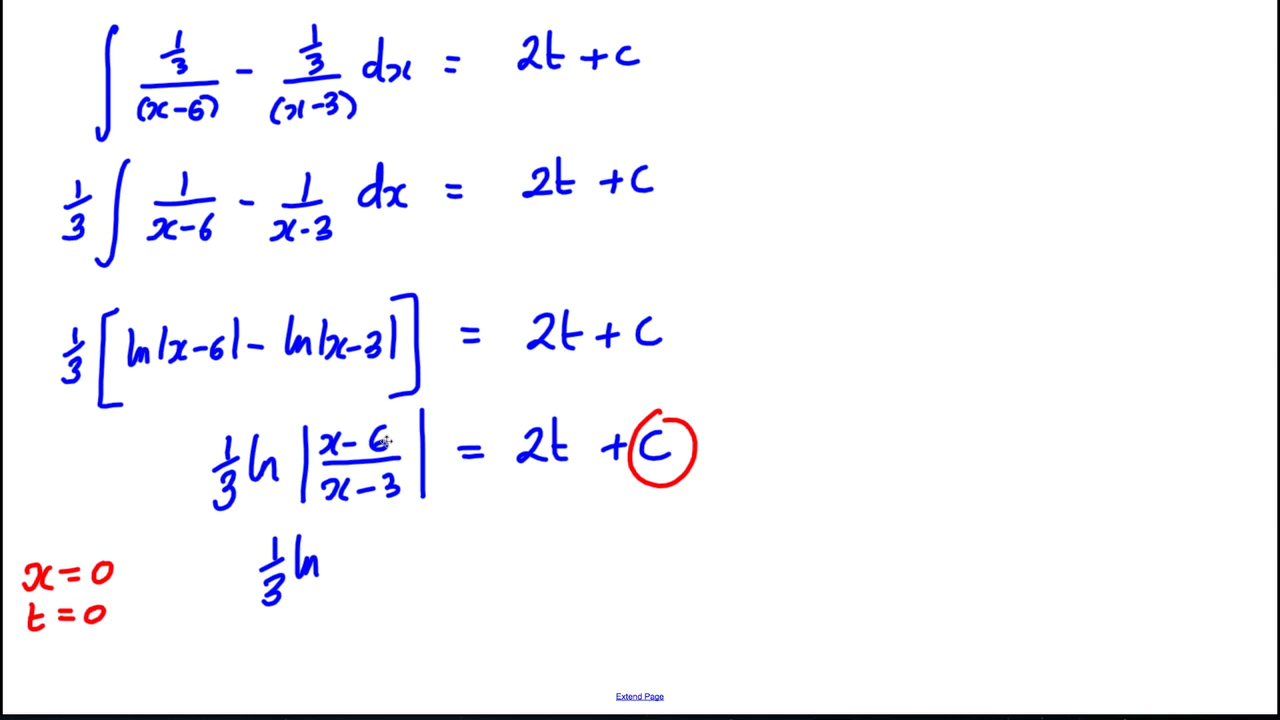 ∫ (1/3)/(x-6) - (1/3)/(x-3) dx = 2t + c
1/3 ∫ 1/(x-6) - 1/(x-3) dx = 2t + c
1/3 [ln|x-6| - ln|x-3|] = 2t + c
1/3 ln |(x-6)/(x-3)| = 2t + c
1/3 ln
x = 0
t = 0
Extend Page